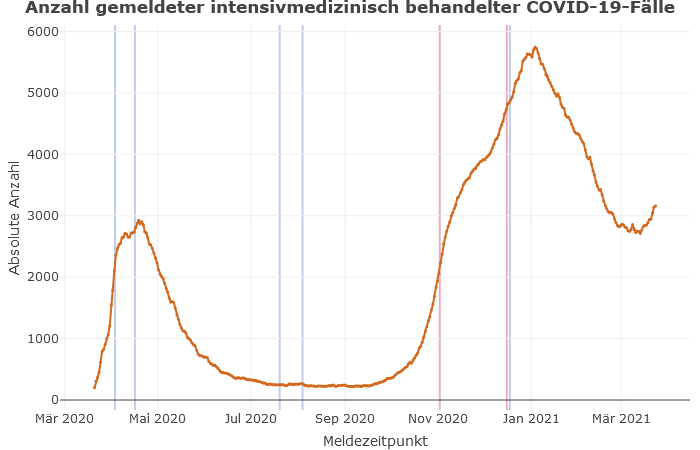 Anzahl gemeldeter intensivmedizinisch behandelter COVID-19-Fälle
6000
5000
4000
3000
2000
1000
0
Absolute Anzahl
Mär 2020 Mai 2020 Jul 2020 Sep 2020 Nov 2020 Jan 2021 Mär 2021
Meldezeitpunkt